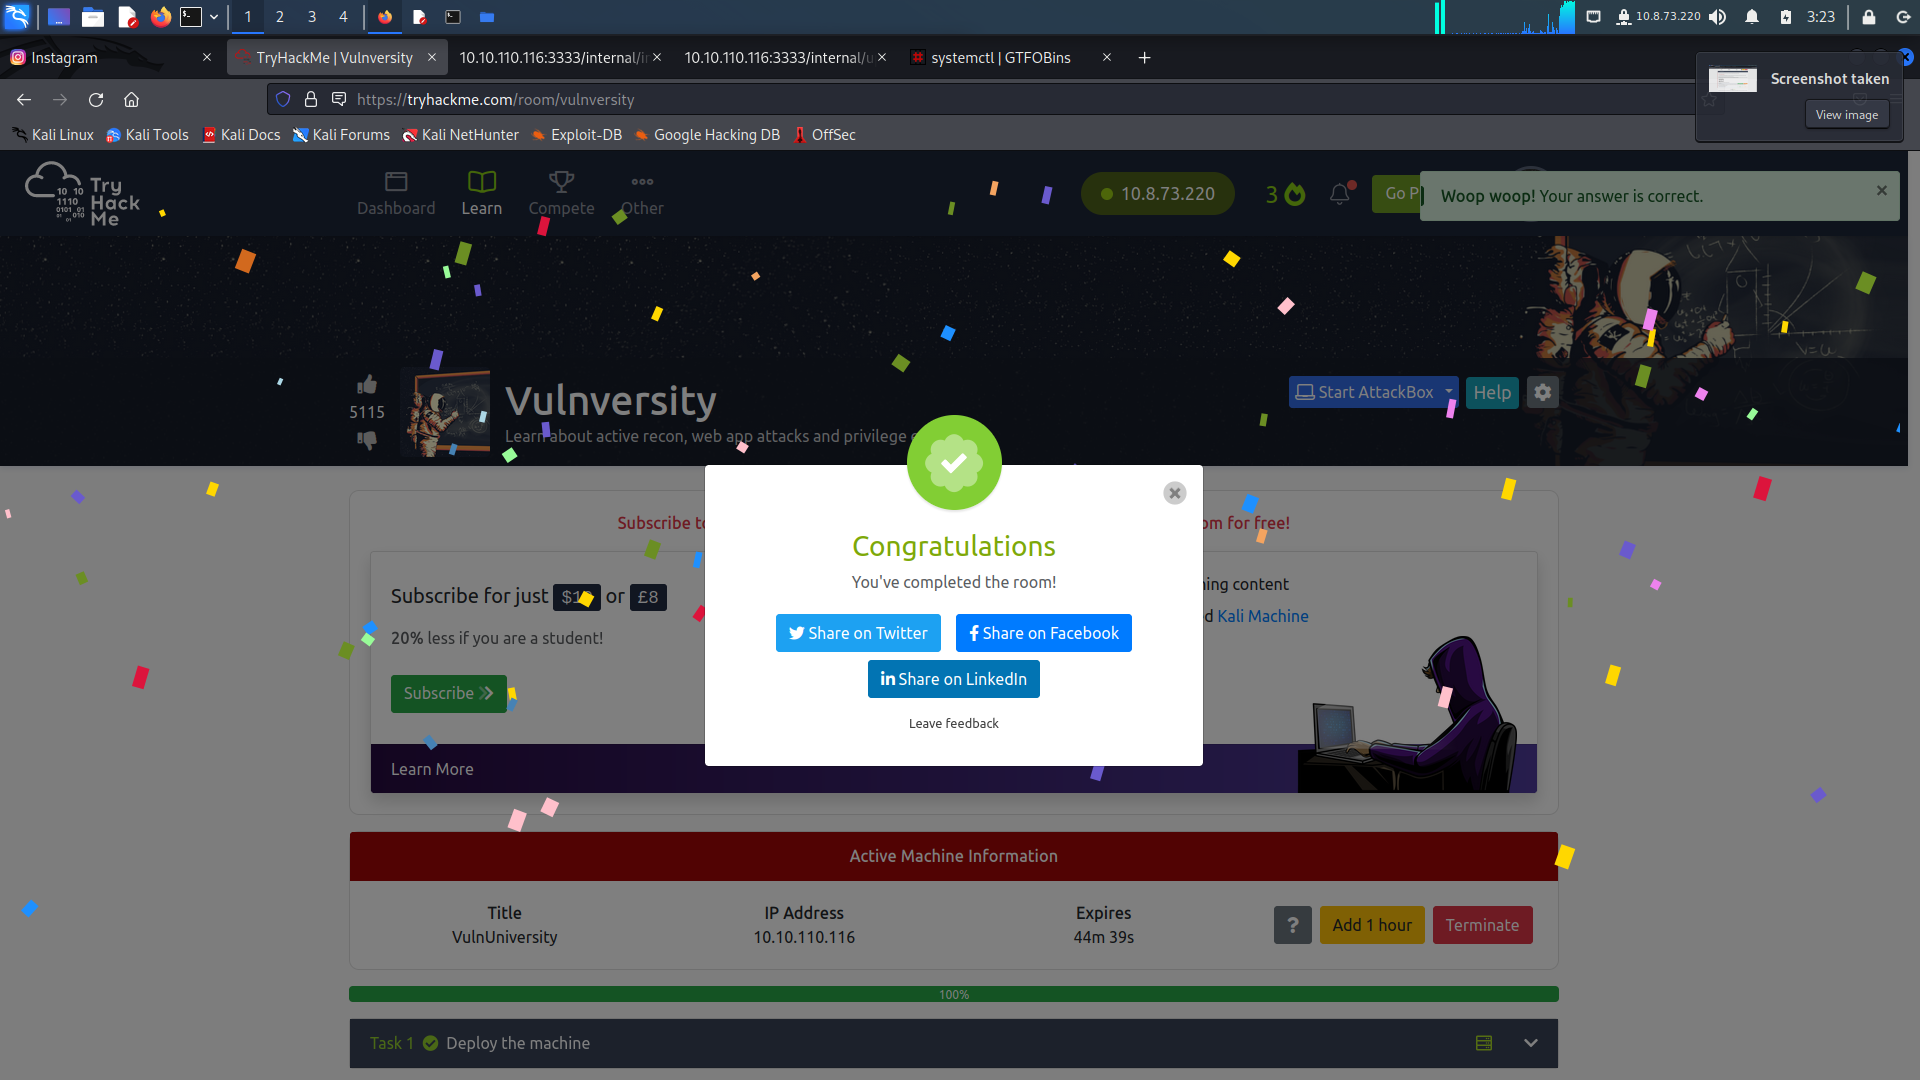 1 2 3 4 10.8.73.220 3:23
Instagram TryHackMe | Vulnversity 10.10.110.116:3333/internal/i 10.10.110.116:3333/internal/u systemctl | GTFOBins
Screenshot taken
View image
https://tryhackme.com/room/vulnversity
Kali Linux Kali Tools Kali Docs Kali Forums Kali NetHunter Exploit-DB Google Hacking DB OffSec
Try
Hack
Me
Dashboard Learn Compete Other
10.8.73.220 3 Go P
Woop woop! Your answer is correct.
5115
Vulnversity
Learn about active recon, web app attacks and privilege
Start AttackBox Help
Subscribe to om for free!
Congratulations
You've completed the room!
Share on Twitter Share on Facebook
Share on LinkedIn
Leave feedback
Subscribe for just or £8
20% less if you are a student!
Subscribe
Learn More
ning content
d Kali Machine
Active Machine Information
Title IP Address Expires
VulnUniversity 10.10.110.116 44m 39s
? Add 1 hour Terminate
100%
Task 1 Deploy the machine